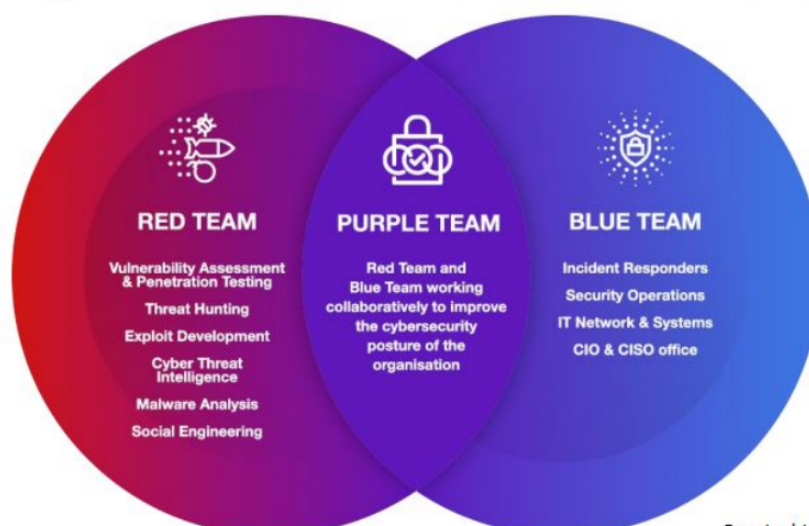 RED TEAM
Vulnerability Assessment
& Penetration Testing
Threat Hunting
Exploit Development
Cyber Threat
Intelligence
Malware Analysis
Social Engineering
PURPLE TEAM
Red Team and
Blue Team working
collaboratively to improve
the cybersecurity
posture of the
organisation
BLUE TEAM
Incident Responders
Security Operations
IT Network & Systems
CIO & CISO office